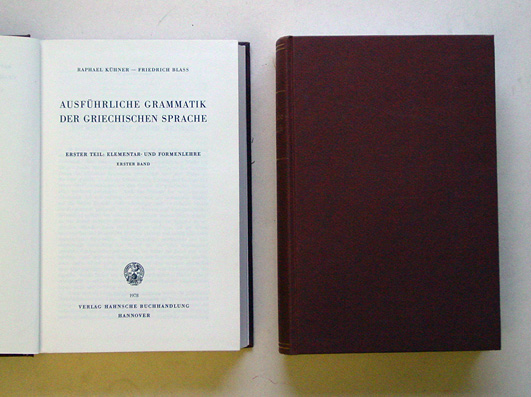 RAPHAEL KÜHNER — FRIEDRICH BLASS
AUSFÜHRLICHE GRAMMATIK
DER GRIECHISCHEN SPRACHE
ERSTER TEIL: ELEMENTAR- UND FORMENLEHRE
ERSTER BAND
1978
VERLAG HAHNSCHE BUCHHANDLUNG
HANNOVER